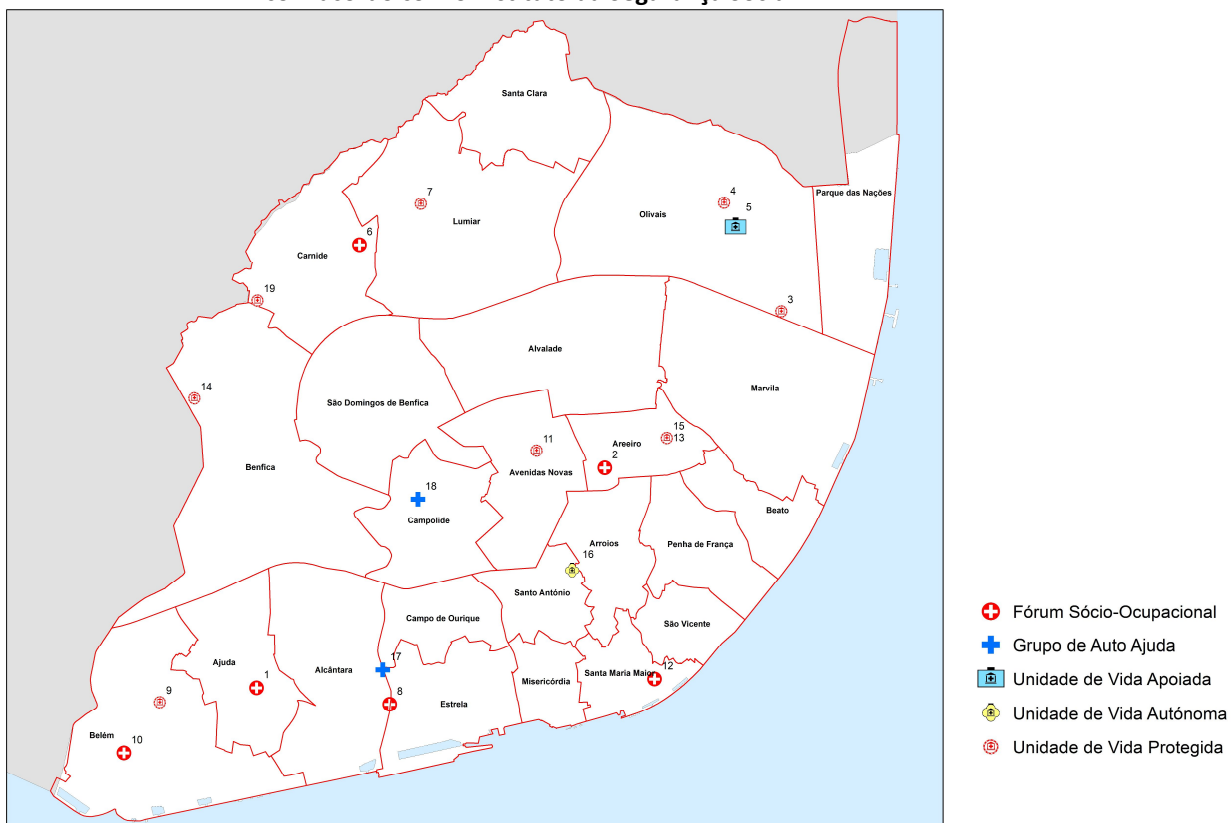 Santa Clara
Parque das Nações
4
7
5
Olivais
Lumiar
6
Carnide
19
3
Alvalade
14
Marvila
São Domingos de Benfica
15
11
Areeiro
13
2
Benfica
Avenidas Novas
18
Campolide
Beato
Arroios
Penha de França
16
Santo António
Campo de Ourique
São Vicente
17
Ajuda
Alcântara
1
Santa Maria Maior
12
Misericórdia
9
8
Estrela
Belém
10
Fórum Sócio-Ocupacional
Grupo de Auto Ajuda
Unidade de Vida Apoiada
Unidade de Vida Autónoma
Unidade de Vida Protegida